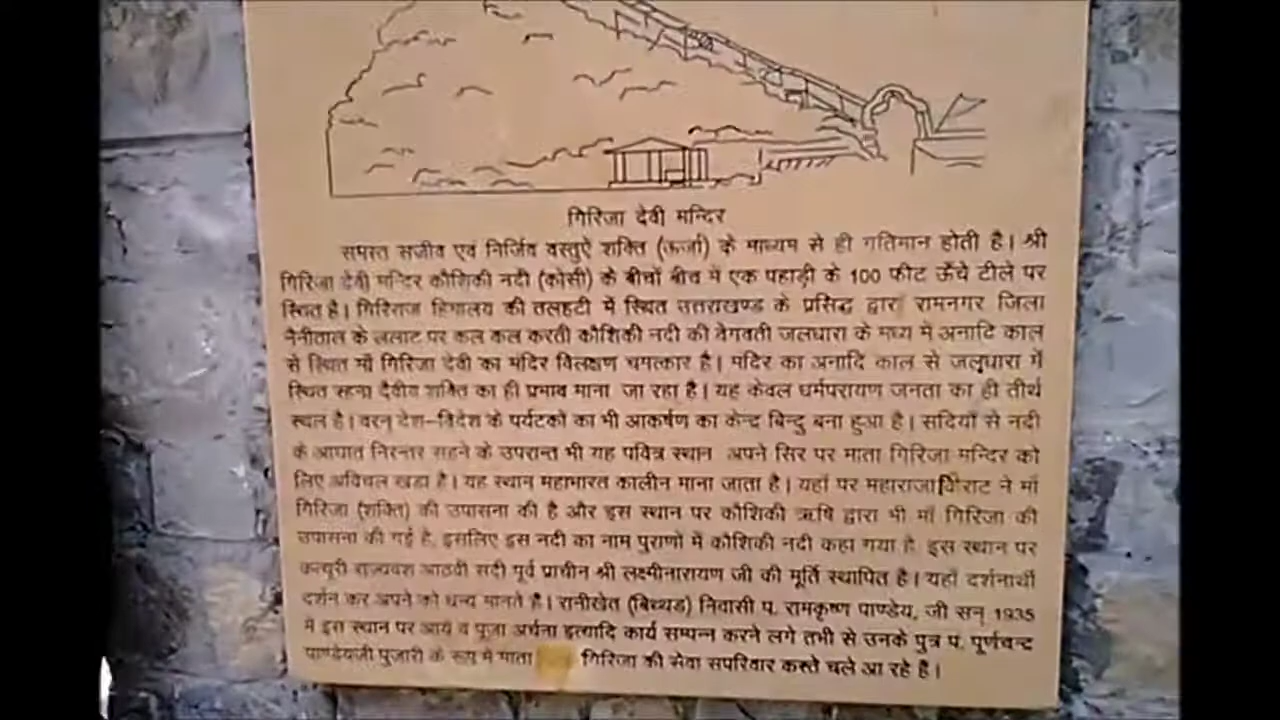 गिरिजा देवी मन्दिर
समस्त सजीव एवं निर्जिव वस्तुऐं शक्ति (ऊर्जा) के माध्यम से ही गतिमान होती है। श्री
गिरिजा देवी मन्दिर कौशिकी नदी (कोसी) के बीचों बीच में एक पहाड़ी के 100 फीट ऊँचे टीले पर
स्थित है। गिरिराज हिमालय की तलहटी में स्थित उत्तराखण्ड के प्रसिद्ध द्वारा रामनगर जिला
नैनीताल के ललाट पर कल कल करती कौशिकी नदी की वेगवती जलधारा के मध्य में अनादि काल
से स्थित माँ गिरिजा देवी का मंदिर विलक्षण चमत्कार है। मंदिर का अनादि काल से जलधारा में
स्थित रहना दैवीय शक्ति का ही प्रभाव माना जा रहा है। यह केवल धर्मपरायण जनता का ही तीर्थ
स्थल है। वरन् देश–विदेश के पर्यटकों का भी आकर्षण का केन्द्र बिन्दु बना हुआ है। सदियों से नदी
के आघात निरन्तर सहने के उपरान्त भी यह पवित्र स्थान अपने सिर पर माता गिरिजा मन्दिर को
लिए अविचल खडा है। यह स्थान महाभारत कालीन माना जाता है। यहाँ पर महाराजा विराट ने माँ
गिरिजा (शक्ति) की उपासना की है और इस स्थान पर कौशिकी ऋषि द्वारा भी माँ गिरिजा की
उपासना की गई है, इसलिए इस नदी का नाम पुराणों में कौशिकी नदी कहा गया है, इस स्थान पर
कत्यूरी राज्यवंश आठवीं सदी पूर्व प्राचीन श्री लक्ष्मीनारायण जी की मूर्ति स्थापित है। यहाँ दर्शनार्थी
दर्शन कर अपने को धन्य मानते है। रानीखेत निवासी पं. रामकृष्ण पाण्डेय, जी सन् 1935
में इस स्थान पर आये व पूजा अर्चना इत्यादि कार्य सम्पन्न करने लगे तभी से उनके पुत्र पं. पूर्णचन्द्र
पाण्डेयजी पुजारी के रूप में माता गिरिजा की सेवा सपरिवार करते चले आ रहे है।